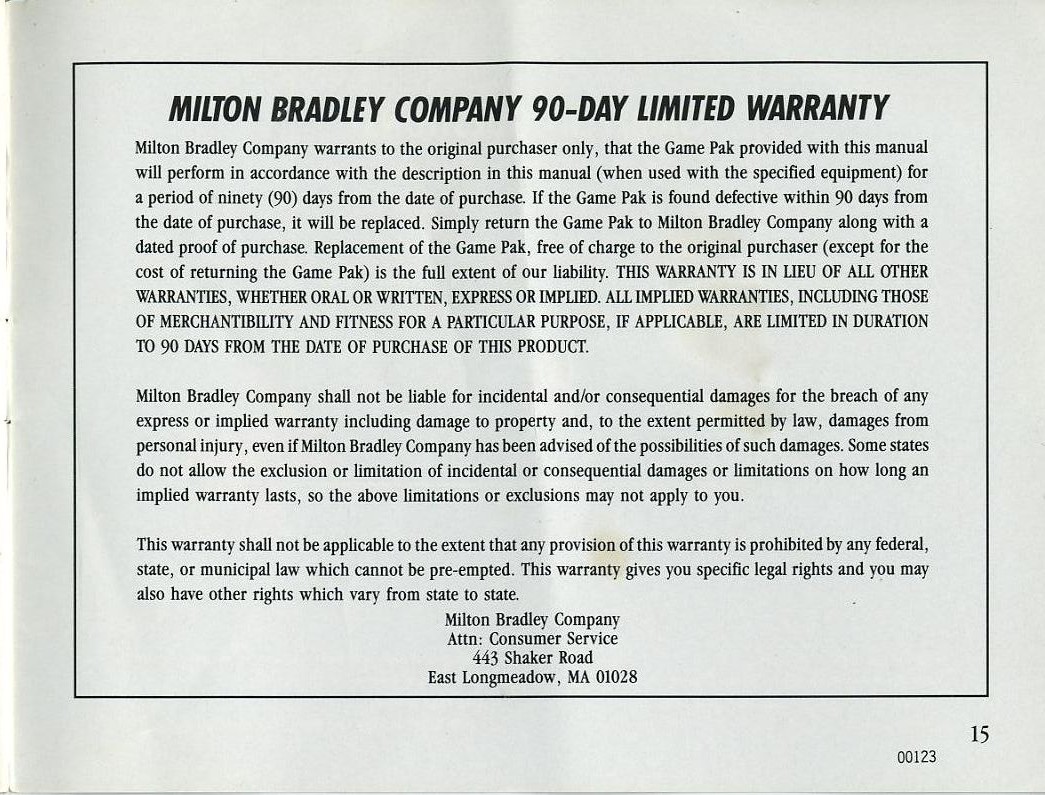 MILTON BRADLEY COMPANY 90-DAY LIMITED WARRANTY
Milton Bradley Company warrants to the original purchaser only, that the Game Pak provided with this manual
will perform in accordance with the description in this manual (when used with the specified equipment) for
a period of ninety (90) days from the date of purchase. If the Game Pak is found defective within 90 days from
the date of purchase, it will be replaced. Simply return the Game Pak to Milton Bradley Company along with a
dated proof of purchase. Replacement of the Game Pak, free of charge to the original purchaser (except for the
cost of returning the Game Pak) is the full extent of our liability. THIS WARRANTY IS IN LIEU OF ALL OTHER
WARRANTIES, WHETHER ORAL OR WRITTEN, EXPRESS OR IMPLIED. ALL IMPLIED WARRANTIES, INCLUDING THOSE
OF MERCHANTIBILITY AND FITNESS FOR A PARTICULAR PURPOSE, IF APPLICABLE, ARE LIMITED IN DURATION
TO 90 DAYS FROM THE DATE OF PURCHASE OF THIS PRODUCT.
Milton Bradley Company shall not be liable for incidental and/or consequential damages for the breach of any
express or implied warranty including damage to property and, to the extent permitted by law, damages from
personal injury, even if Milton Bradley Company has been advised of the possibilities of such damages. Some states
do not allow the exclusion or limitation of incidental or consequential damages or limitations on how long an
implied warranty lasts, so the above limitations or exclusions may not apply to you.
This warranty shall not be applicable to the extent that any provision of this warranty is prohibited by any federal,
state, or municipal law which cannot be pre-empted. This warranty gives you specific legal rights and you may
also have other rights which vary from state to state.
Milton Bradley Company
Attn: Consumer Service
443 Shaker Road
East Longmeadow, MA 01028
15
00123